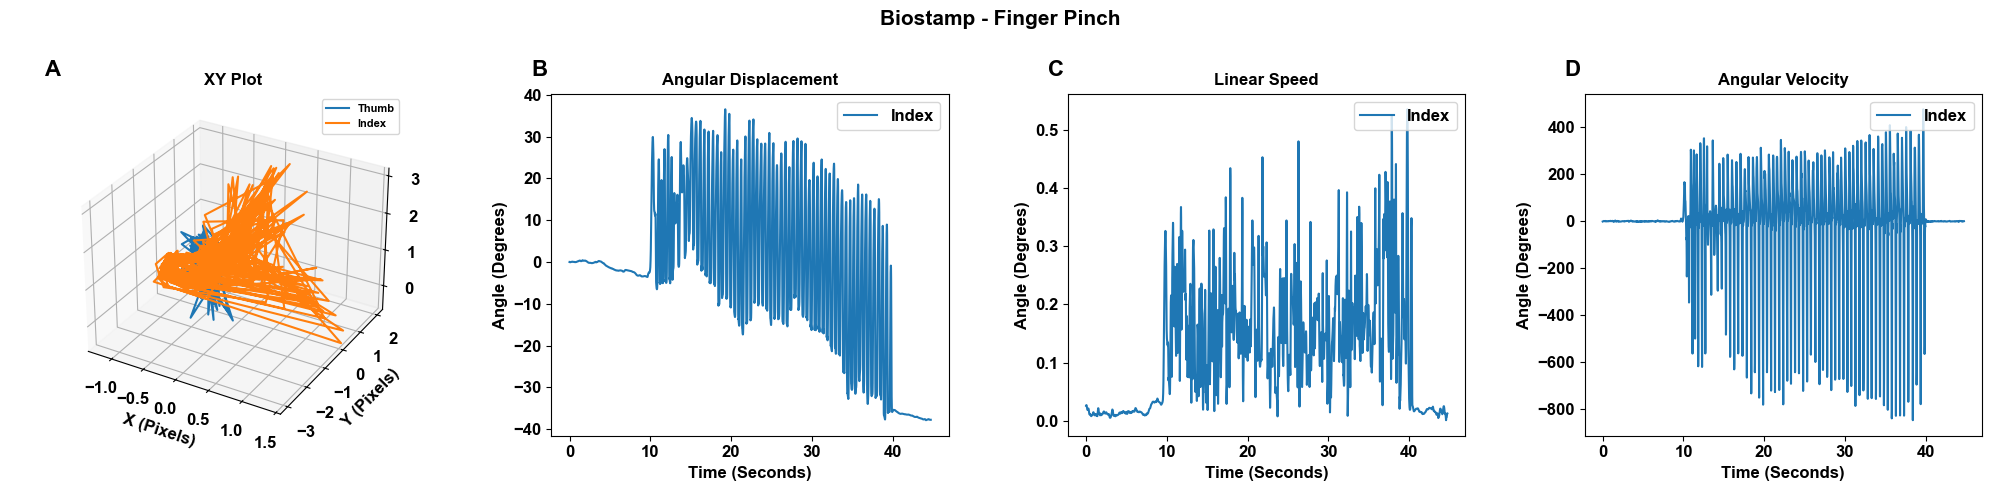 Biostamp - Finger Pinch
A
XY Plot
Thumb
Index
3
2
1
0
−1.0
−0.5
0.0
0.5
1.0
1.5
X (Pixels)
−3
−2
−1
0
1
2
Y (Pixels)
B
Angular Displacement
Index
40
30
20
10
0
−10
−20
−30
−40
Angle (Degrees)
0 10 20 30 40
Time (Seconds)
C
Linear Speed
Index
0.5
0.4
0.3
0.2
0.1
0.0
Angle (Degrees)
0 10 20 30 40
Time (Seconds)
D
Angular Velocity
Index
400
200
0
−200
−400
−600
−800
Angle (Degrees)
0 10 20 30 40
Time (Seconds)